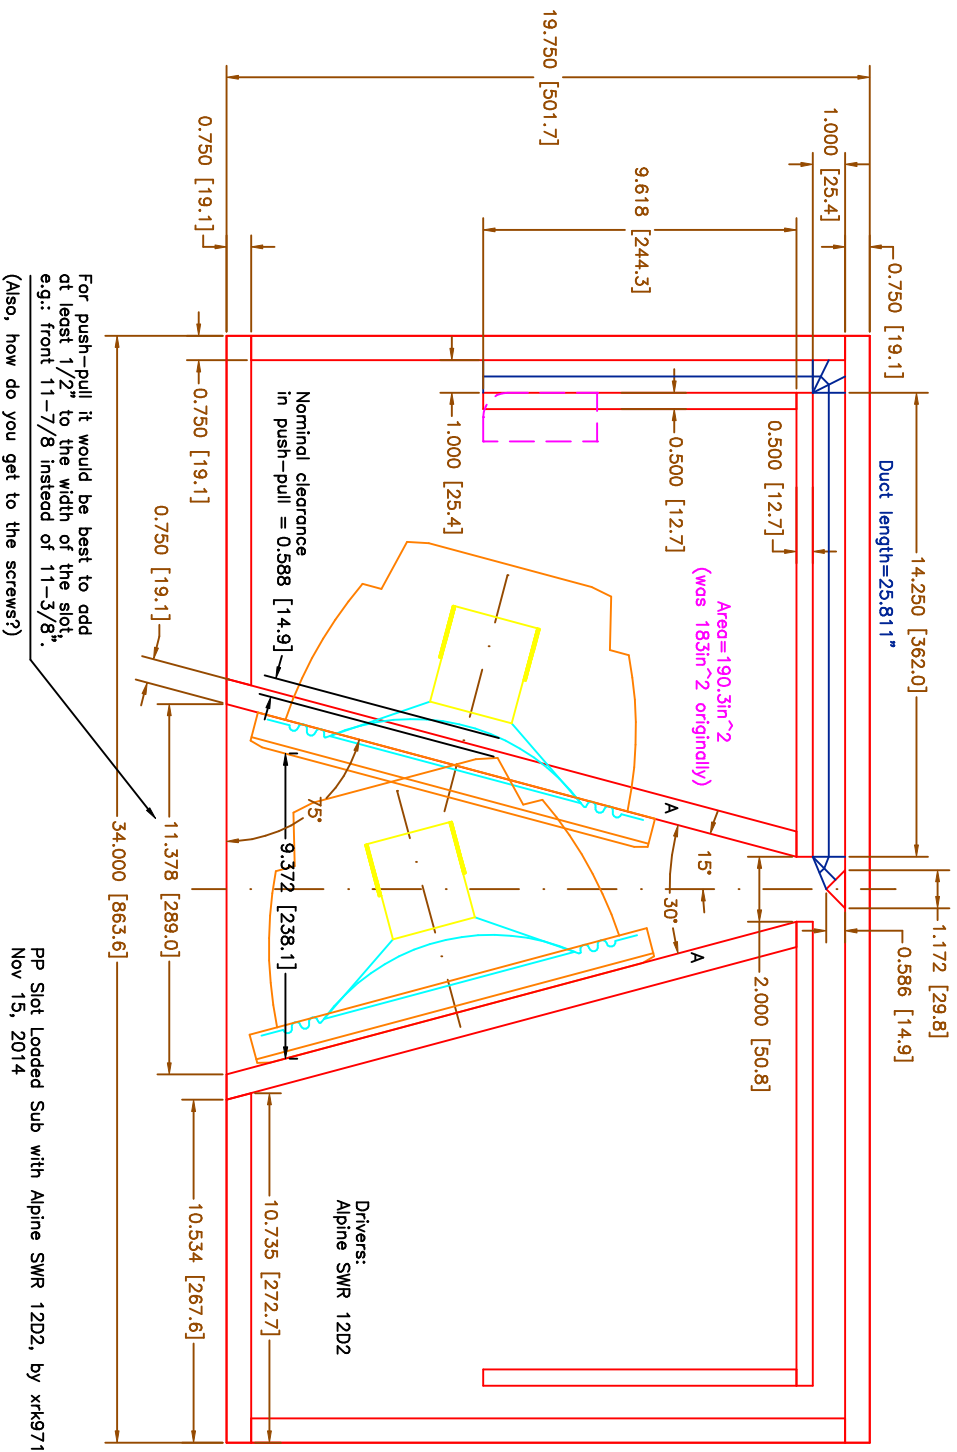 19.750 [501.7]
1.000 [25.4]
0.750 [19.1]
0.750 [19.1]
9.618 [244.3]
Duct length=25.811"
14.250 [362.0]
1.172 [29.8]
0.586 [14.9]
0.500 [12.7]
0.500 [12.7]
1.000 [25.4]
0.750 [19.1]
Area=190.3in^2
(was 183in^2 originally)
Nominal clearance
in push-pull = 0.588 [14.9]
0.750 [19.1]
A
15°
30°
A
2.000 [50.8]
75°
9.372 [238.1]
11.378 [289.0]
34.000 [863.6]
10.735 [272.7]
10.534 [267.6]
Drivers:
Alpine SWR 12D2
For push-pull it would be best to add
at least 1/2" to the width of the slot,
e.g.: front 11-7/8 instead of 11-3/8".
(Also, how do you get to the screws?)
PP Slot Loaded Sub with Alpine SWR 12D2, by xrk971
Nov 15, 2014